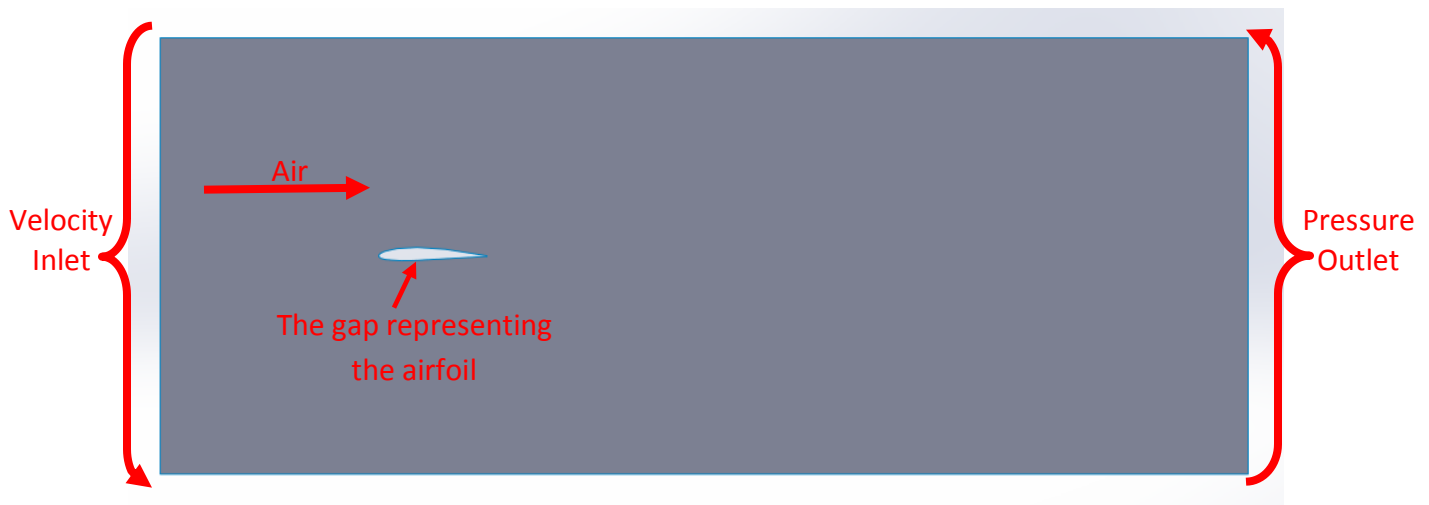 Air
Velocity
Inlet
The gap representing
the airfoil
Pressure
Outlet